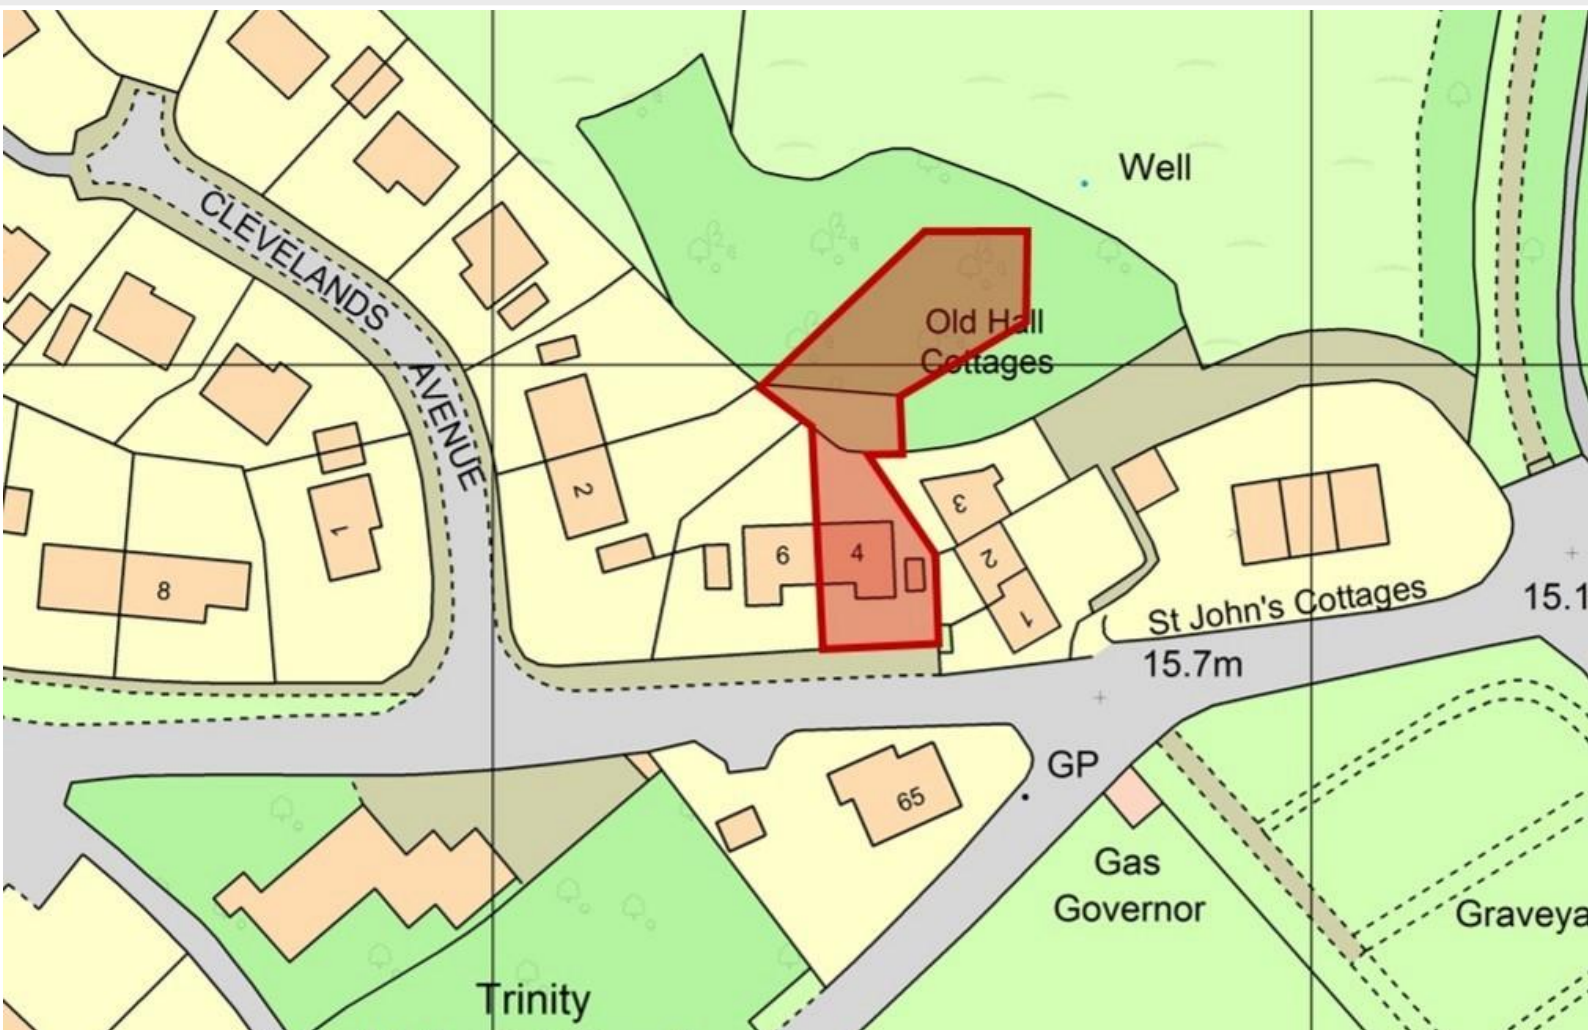 Well
CLEVELANDS
AVENUE
Old Hall
Cottages
2
3
1
6
4
2
8
1
St John's Cottages
15.1
15.7m
GP
65
Gas
Governor
Graveya
Trinity